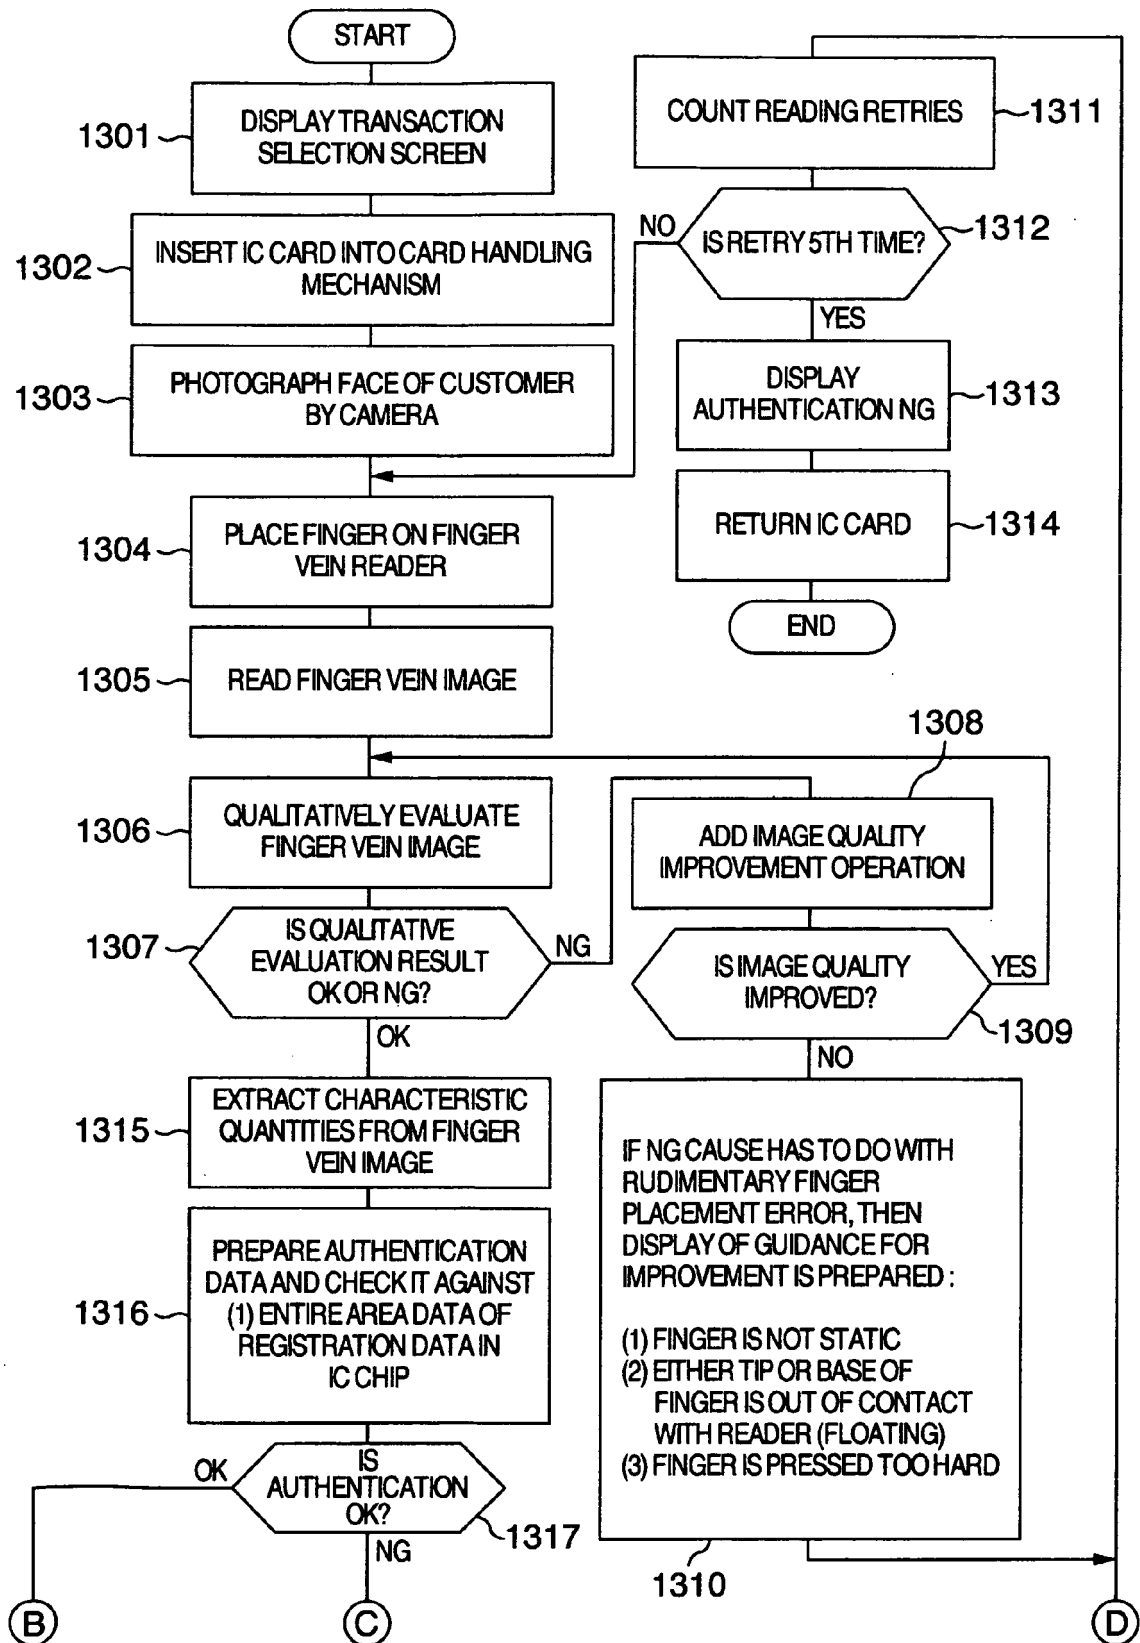 START
1301
DISPLAY TRANSACTION
SELECTION SCREEN
1302
INSERT IC CARD INTO CARD HANDLING
MECHANISM
1303
PHOTOGRAPH FACE OF CUSTOMER
BY CAMERA
1304
PLACE FINGER ON FINGER
VEIN READER
1305
READ FINGER VEIN IMAGE
1306
QUALITATIVELY EVALUATE
FINGER VEIN IMAGE
1307
IS QUALITATIVE
EVALUATION RESULT
OK OR NG?
NG
OK
1315
EXTRACT CHARACTERISTIC
QUANTITIES FROM FINGER
VEIN IMAGE
1316
PREPARE AUTHENTICATION
DATA AND CHECK IT AGAINST
(1) ENTIRE AREA DATA OF
REGISTRATION DATA IN
IC CHIP
OK
IS
AUTHENTICATION
OK?
1317
NG
B
C
COUNT READING RETRIES
1311
NO
IS RETRY 5TH TIME?
1312
YES
DISPLAY
AUTHENTICATION NG
1313
RETURN IC CARD
1314
END
1308
ADD IMAGE QUALITY
IMPROVEMENT OPERATION
IS IMAGE QUALITY
IMPROVED?
YES
1309
NO
IF NG CAUSE HAS TO DO WITH
RUDIMENTARY FINGER
PLACEMENT ERROR, THEN
DISPLAY OF GUIDANCE FOR
IMPROVEMENT IS PREPARED :
(1) FINGER IS NOT STATIC
(2) EITHER TIP OR BASE OF
FINGER IS OUT OF CONTACT
WITH READER (FLOATING)
(3) FINGER IS PRESSED TOO HARD
1310
D